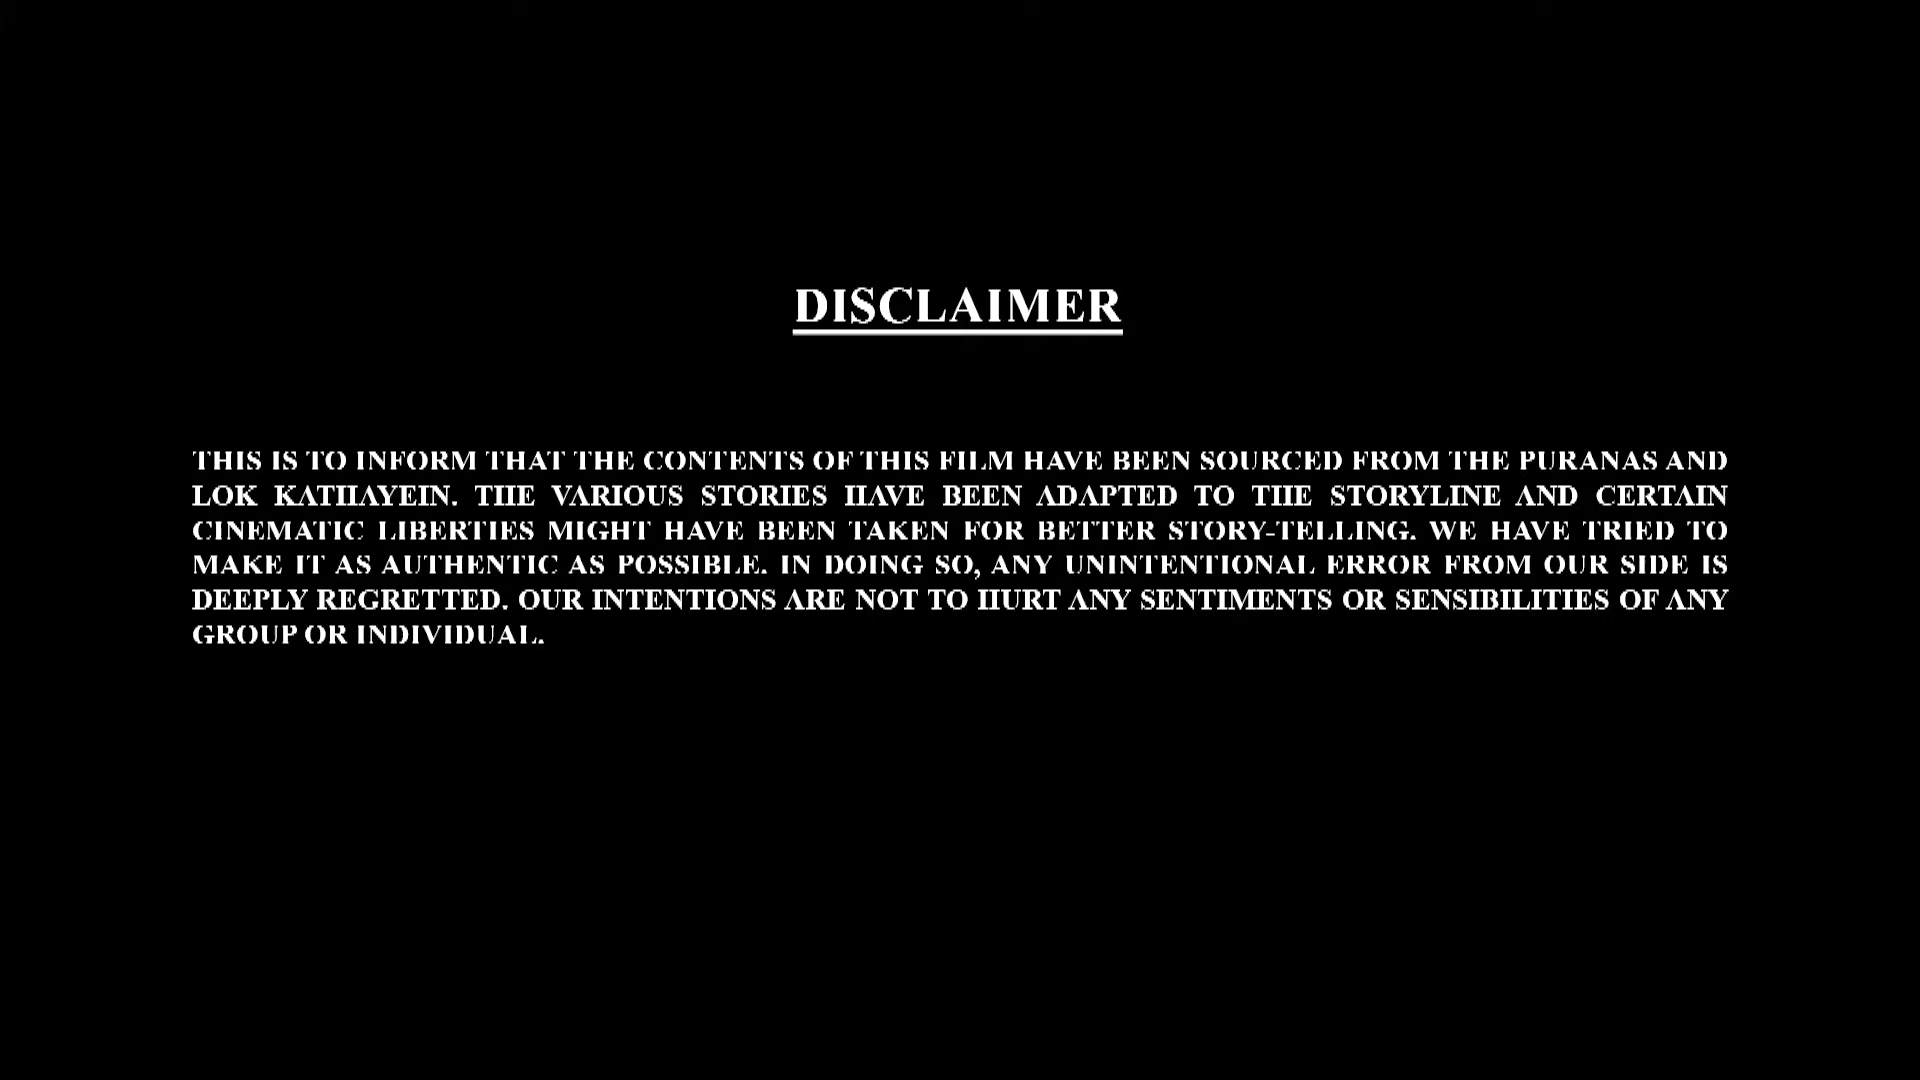 DISCLAIMER
THIS IS TO INFORM THAT THE CONTENTS OF THIS FILM HAVE BEEN SOURCED FROM THE PURANAS AND
LOK KATHAYEIN. THE VARIOUS STORIES HAVE BEEN ADAPTED TO THE STORYLINE AND CERTAIN
CINEMATIC LIBERTIES MIGHT HAVE BEEN TAKEN FOR BETTER STORY-TELLING. WE HAVE TRIED TO
MAKE IT AS AUTHENTIC AS POSSIBLE. IN DOING SO, ANY UNINTENTIONAL ERROR FROM OUR SIDE IS
DEEPLY REGRETTED. OUR INTENTIONS ARE NOT TO HURT ANY SENTIMENTS OR SENSIBILITIES OF ANY
GROUP OR INDIVIDUAL.